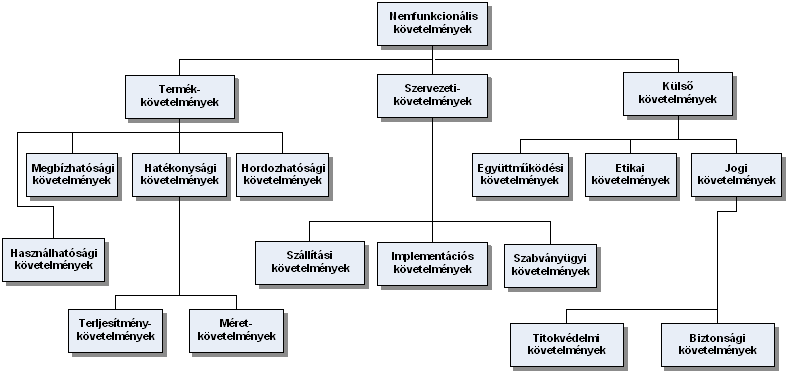 Nemfunkcionális
követelmények
Termék-
követelmények
Szervezeti-
követelmények
Külső
követelmények
Megbízhatósági
követelmények
Hatékonysági
követelmények
Hordozhatósági
követelmények
Együttműködési
követelmények
Etikai
követelmények
Jogi
követelmények
Használhatósági
követelmények
Szállítási
követelmények
Implementációs
követelmények
Szabványügyi
követelmények
Terljesítmény-
követelmények
Méret-
követelmények
Titokvédelmi
követelmények
Biztonsági
követelmények